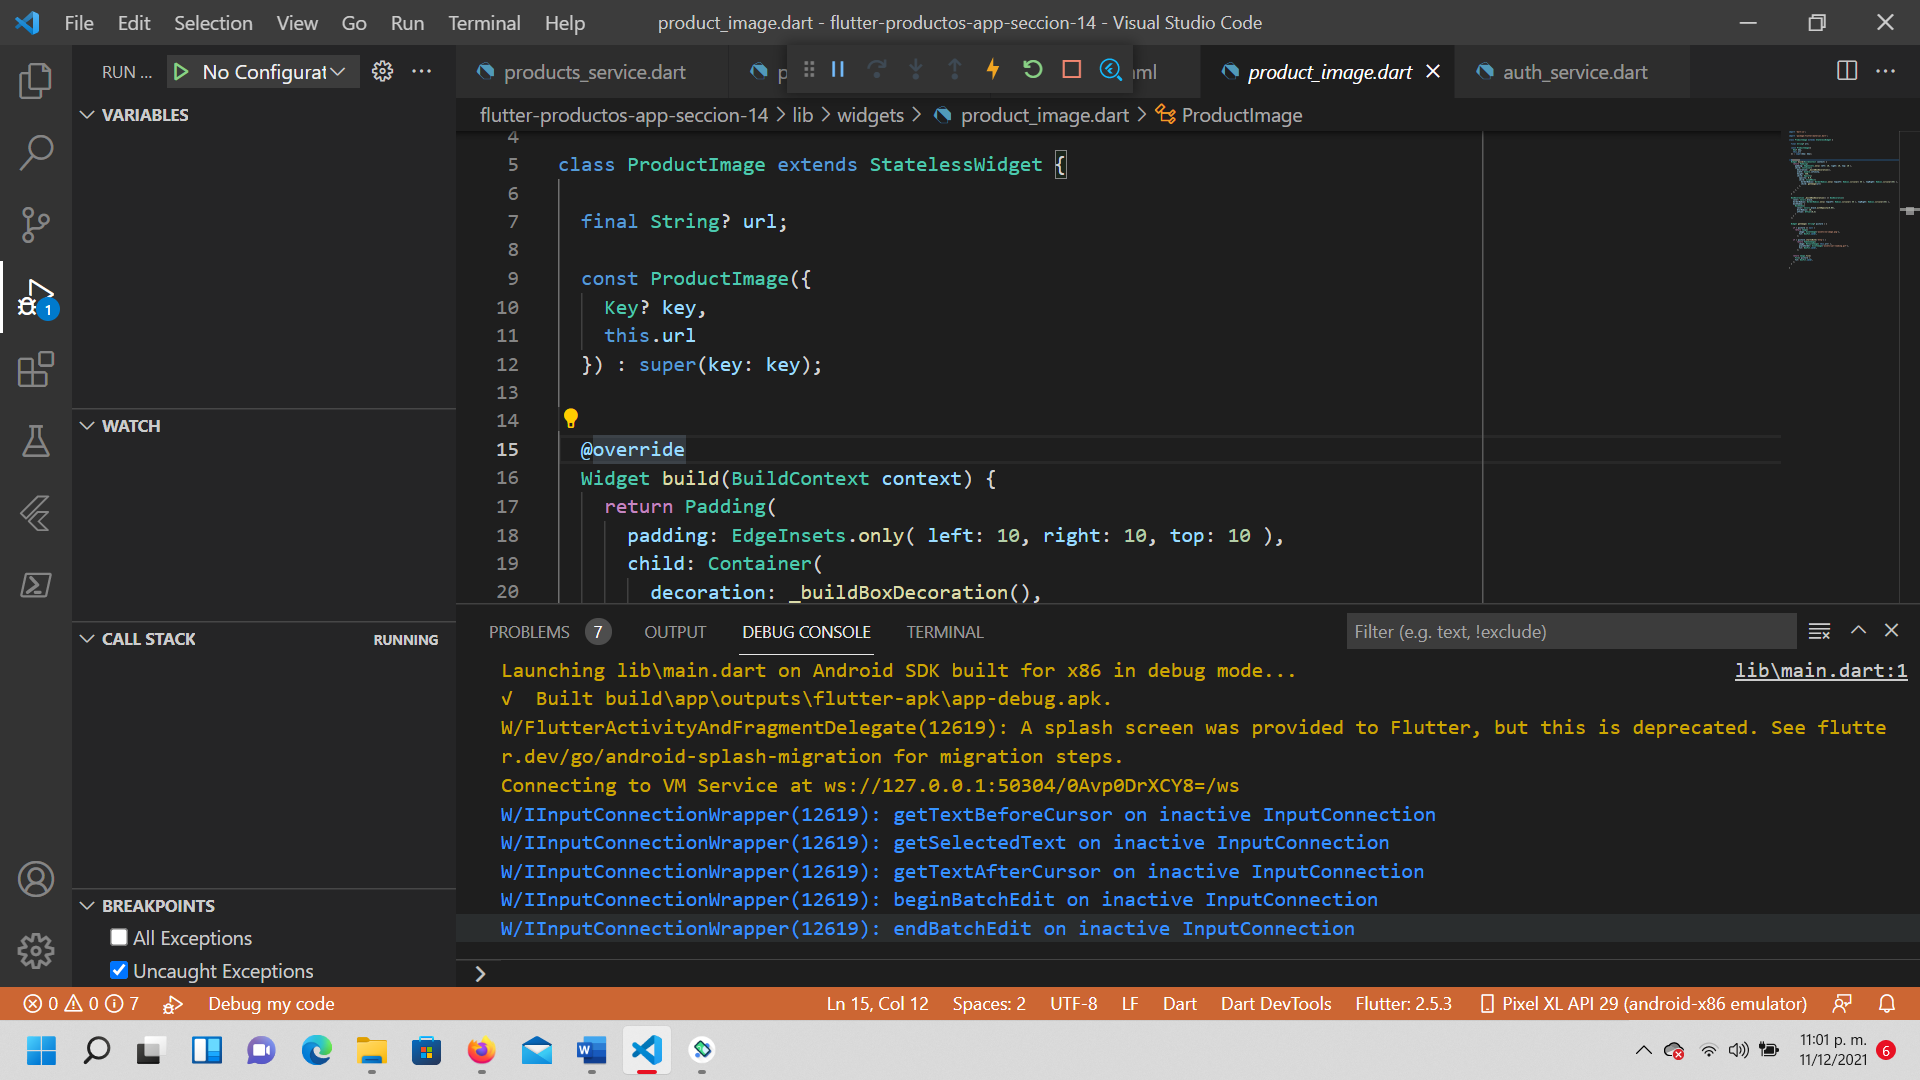 File Edit Selection View Go Run Terminal Help
product_image.dart - flutter-productos-app-seccion-14 - Visual Studio Code
RUN ... No Configurat
products_service.dart
p
ml
product_image.dart
auth_service.dart
flutter-productos-app-seccion-14 > lib > widgets > product_image.dart > ProductImage
VARIABLES
WATCH
CALL STACK RUNNING
BREAKPOINTS
All Exceptions
Uncaught Exceptions
1
4
5 class ProductImage extends StatelessWidget {
6
7 final String? url;
8
9 const ProductImage({
10 Key? key,
11 this.url
12 }) : super(key: key);
13
14
15 @override
16 Widget build(BuildContext context) {
17 return Padding(
18 padding: EdgeInsets.only( left: 10, right: 10, top: 10 ),
19 child: Container(
20 decoration: _buildBoxDecoration(),
PROBLEMS 7 OUTPUT DEBUG CONSOLE TERMINAL
Filter (e.g. text, !exclude)
Launching lib\main.dart on Android SDK built for x86 in debug mode... lib\main.dart:1
√ Built build\app\outputs\flutter-apk\app-debug.apk.
W/FlutterActivityAndFragmentDelegate(12619): A splash screen was provided to Flutter, but this is deprecated. See flutte
r.dev/go/android-splash-migration for migration steps.
Connecting to VM Service at ws://127.0.0.1:50304/0Avp0DrXCY8=/ws
W/IInputConnectionWrapper(12619): getTextBeforeCursor on inactive InputConnection
W/IInputConnectionWrapper(12619): getSelectedText on inactive InputConnection
W/IInputConnectionWrapper(12619): getTextAfterCursor on inactive InputConnection
W/IInputConnectionWrapper(12619): beginBatchEdit on inactive InputConnection
W/IInputConnectionWrapper(12619): endBatchEdit on inactive InputConnection
>
0 0 7 Debug my code
Ln 15, Col 12 Spaces: 2 UTF-8 LF Dart Dart DevTools Flutter: 2.5.3 Pixel XL API 29 (android-x86 emulator)
11:01 p. m.
11/12/2021
6